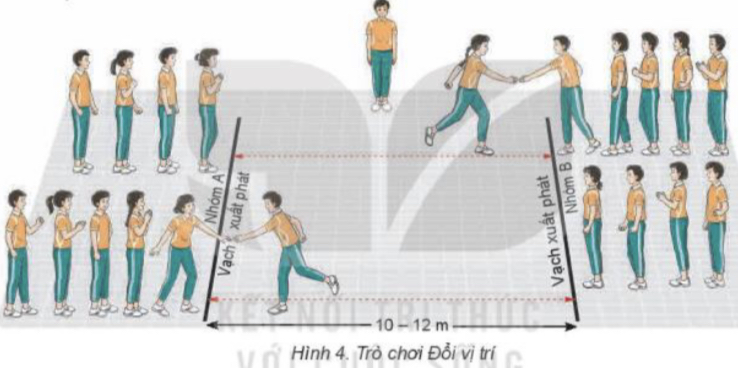 Nhóm A
Vạch xuất phát
Vạch xuất phát
Nhóm B
10 – 12 m
KẾT NỐI TRI THỨC
VỚI CUỘC SỐNG
Hình 4. Trò chơi Đổi vị trí